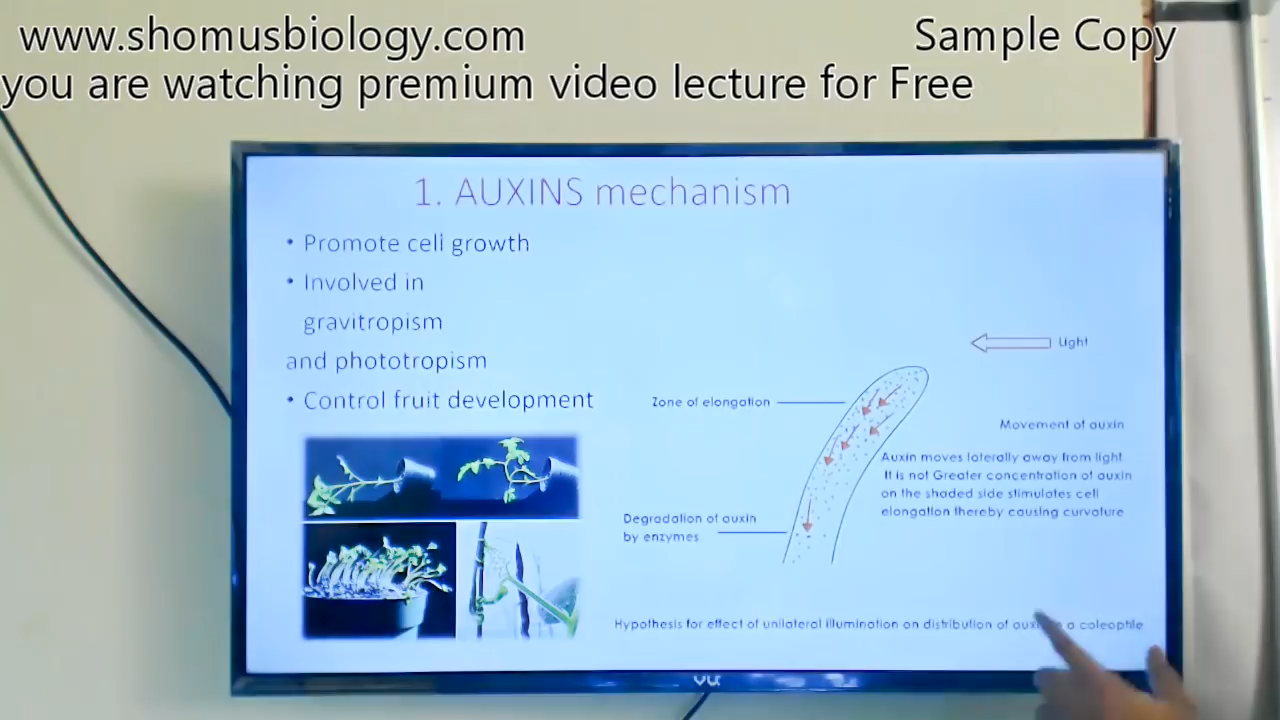 www.shomusbiology.com
Sample Copy
you are watching premium video lecture for Free
1. AUXINS mechanism
• Promote cell growth
• Involved in
gravitropism
and phototropism
• Control fruit development
Light
Zone of elongation
Movement of auxin
Auxin moves laterally away from light
It is not Greater concentration of auxin
on the shaded side stimulates cell
elongation thereby causing curvature
Degradation of auxin
by enzymes
Hypothesis for effect of unilateral illumination on distribution of a coleoptile
VU